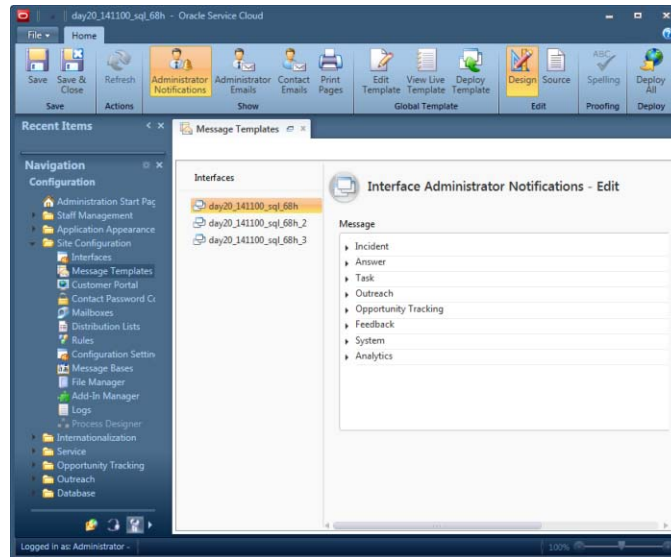 day20_141100_sql_68h - Oracle Service Cloud
File
Home
Save
Save & Close
Refresh
Administrator Notifications
Administrator Emails
Contact Emails
Print Pages
Edit Template
View Live Template
Deploy Template
Design
Source
ABC
Spelling
Deploy All
Save
Actions
Show
Global Template
Edit
Proofing
Deploy
Recent Items
Message Templates
Navigation
Configuration
Administration Start Pag
Staff Management
Application Appearance
Site Configuration
Interfaces
Message Templates
Customer Portal
Contact Password Co
Mailboxes
Distribution Lists
Rules
Configuration Settin
Message Bases
File Manager
Add-In Manager
Logs
Process Designer
Internationalization
Service
Opportunity Tracking
Outreach
Database
Interfaces
day20_141100_sql_68h
day20_141100_sql_68h_2
day20_141100_sql_68h_3
Interface Administrator Notifications - Edit
Message
Incident
Answer
Task
Outreach
Opportunity Tracking
Feedback
System
Analytics
Logged in as: Administrator -
100%